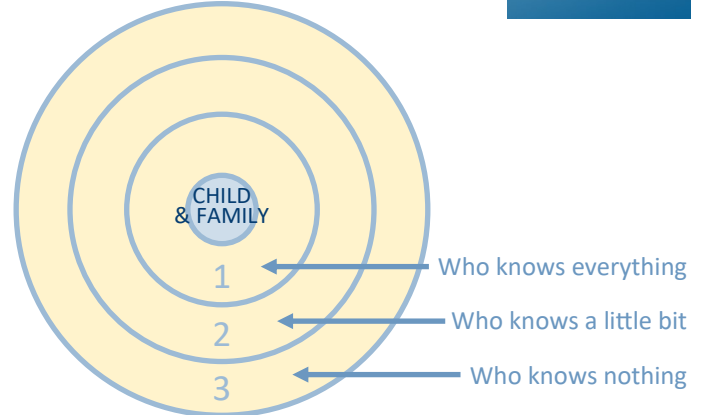 CHILD
& FAMILY
1
Who knows everything
2
Who knows a little bit
3
Who knows nothing